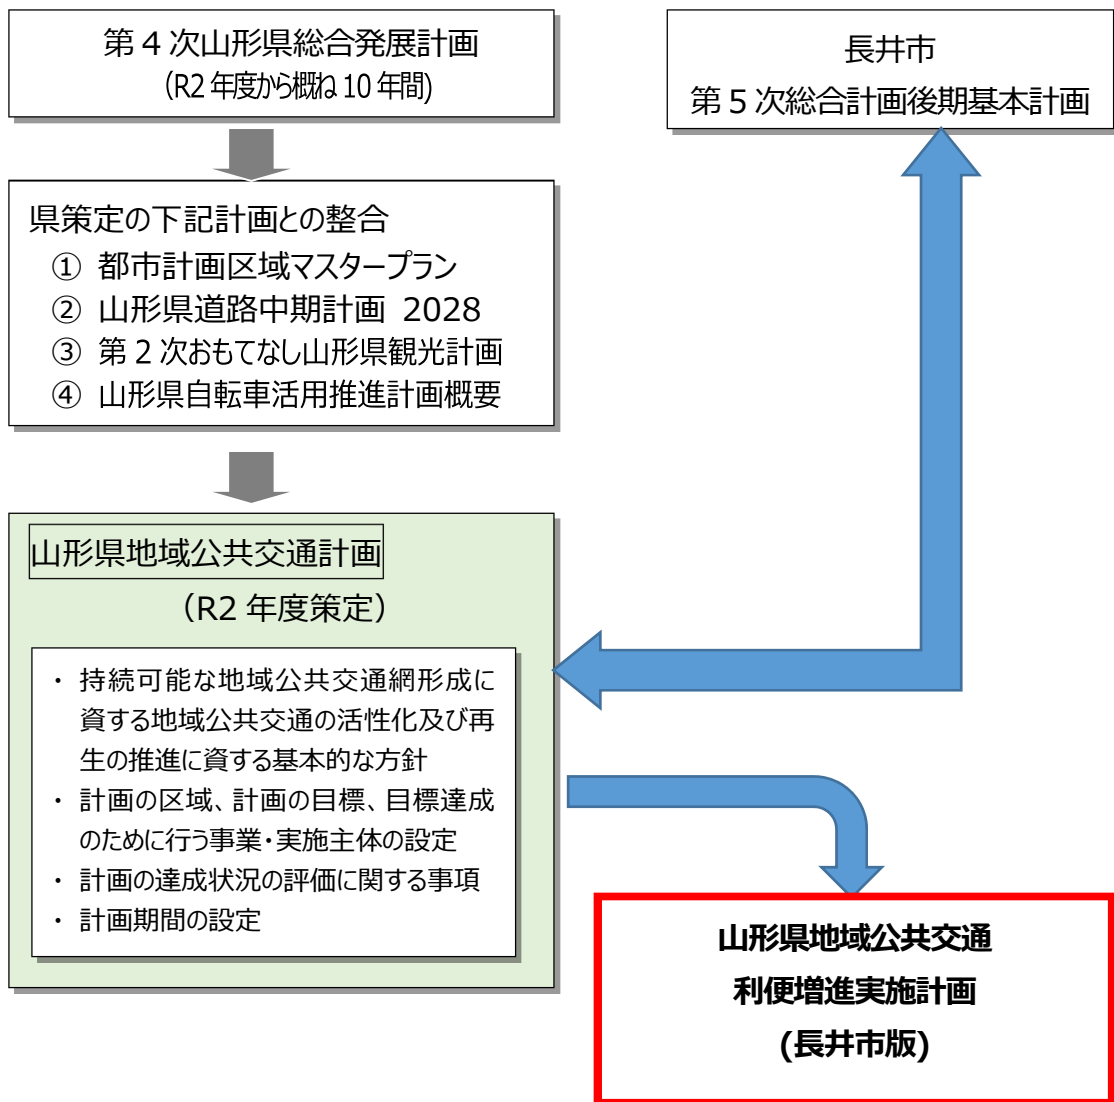 第4次山形県総合発展計画
(R2年度から概ね10年間)
長井市
第5次総合計画後期基本計画
県策定の下記計画との整合
① 都市計画区域マスタープラン
② 山形県道路中期計画 2028
③ 第2次おもてなし山形県観光計画
④ 山形県自転車活用推進計画概要
山形県地域公共交通計画
（R2年度策定）
・ 持続可能な地域公共交通網形成に
資する地域公共交通の活性化及び再
生の推進に資する基本的な方針
・ 計画の区域、計画の目標、目標達成
のために行う事業・実施主体の設定
・ 計画の達成状況の評価に関する事項
・ 計画期間の設定
山形県地域公共交通
利便増進実施計画
(長井市版)